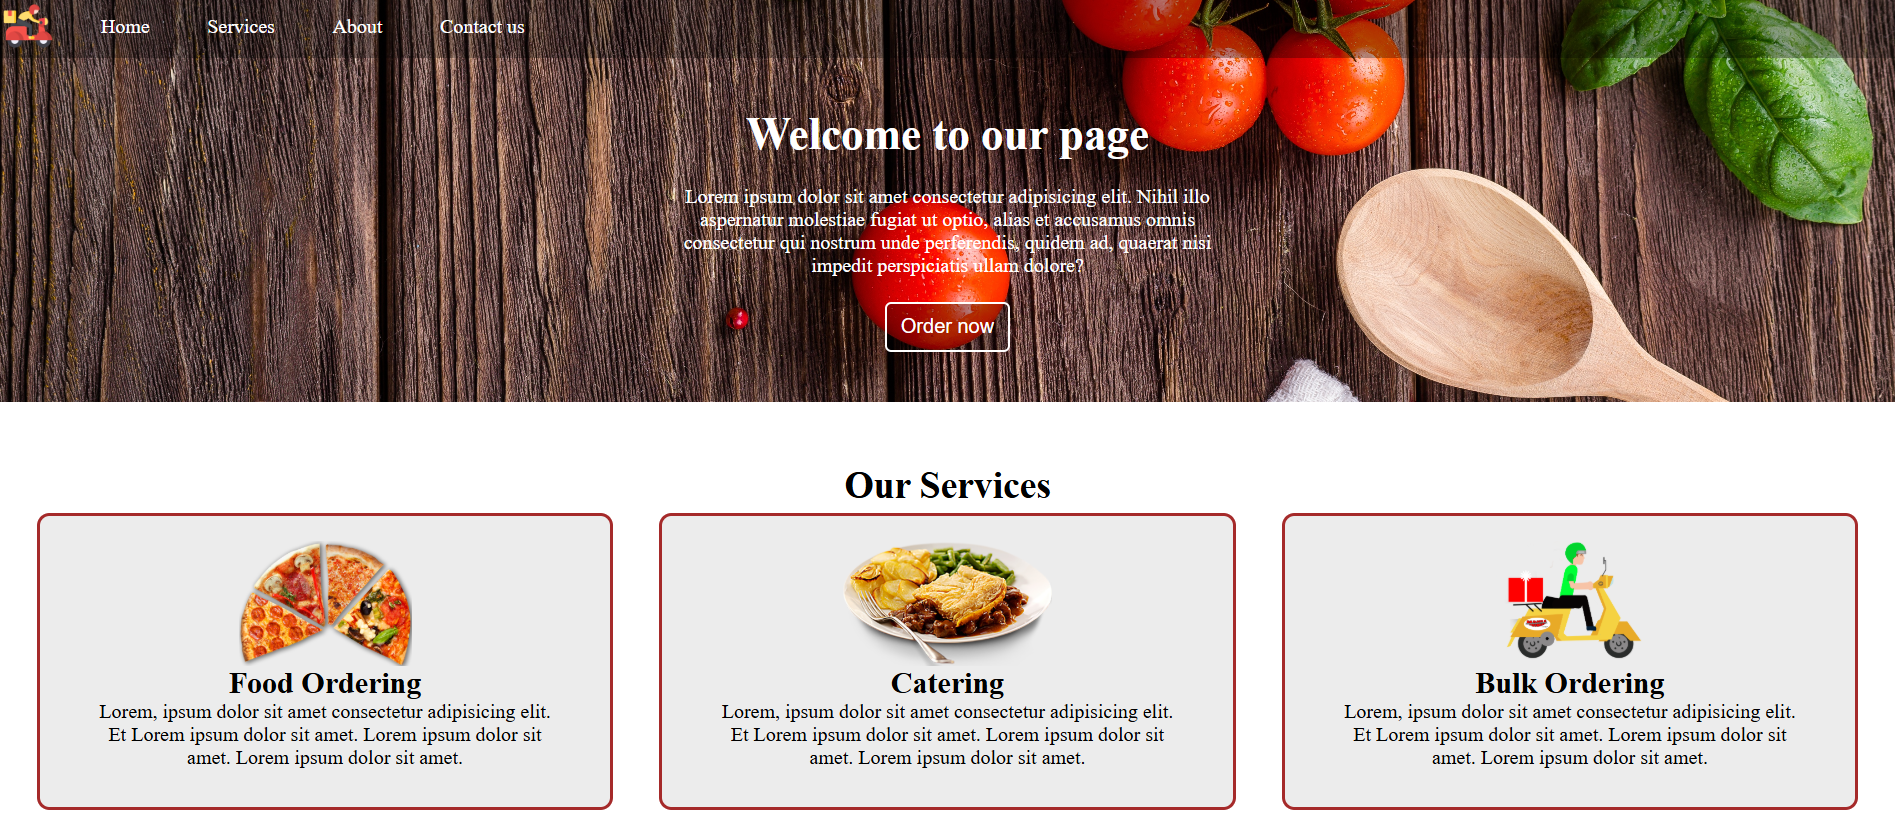 Home Services About Contact us
Welcome to our page
Lorem ipsum dolor sit amet consectetur adipisicing elit. Nihil illo
aspernatur molestiae fugiat ut optio, alias et accusamus omnis
consectetur qui nostrum unde perferendis, quidem ad, quaerat nisi
impedit perspiciatis ullam dolore?
Order now
Our Services
Food Ordering
Lorem, ipsum dolor sit amet consectetur adipisicing elit.
Et Lorem ipsum dolor sit amet. Lorem ipsum dolor sit
amet. Lorem ipsum dolor sit amet.
Catering
Lorem, ipsum dolor sit amet consectetur adipisicing elit.
Et Lorem ipsum dolor sit amet. Lorem ipsum dolor sit
amet. Lorem ipsum dolor sit amet.
Bulk Ordering
Lorem, ipsum dolor sit amet consectetur adipisicing elit.
Et Lorem ipsum dolor sit amet. Lorem ipsum dolor sit
amet. Lorem ipsum dolor sit amet.